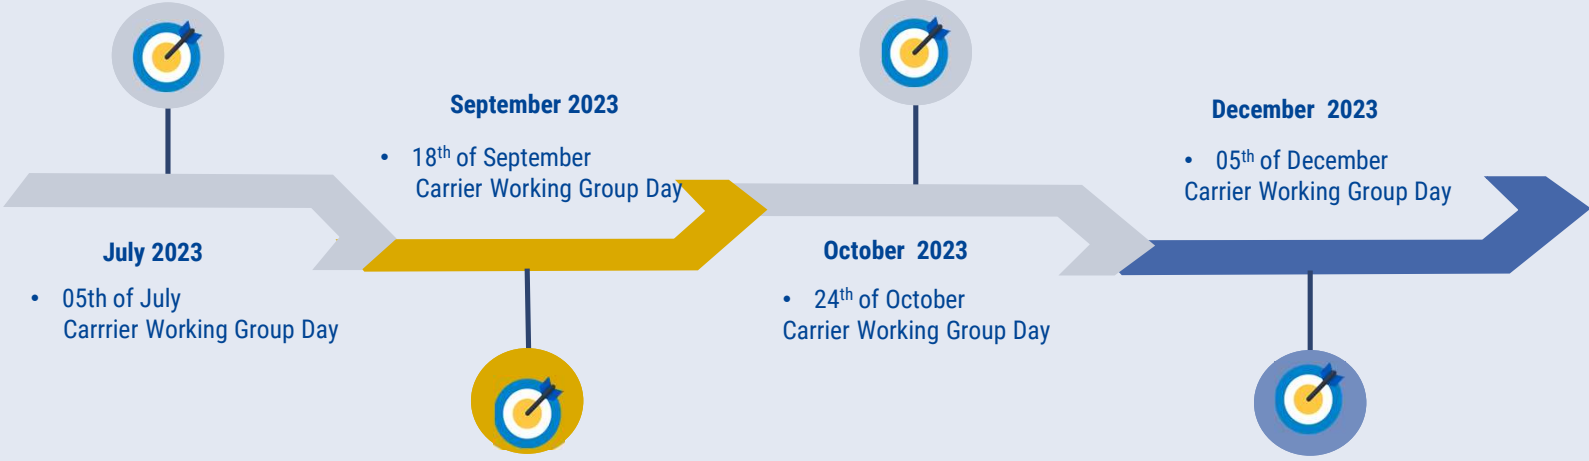 July 2023
• 05th of July
Carrrier Working Group Day
September 2023
• 18th of September
Carrier Working Group Day
October 2023
• 24th of October
Carrier Working Group Day
December 2023
• 05th of December
Carrier Working Group Day